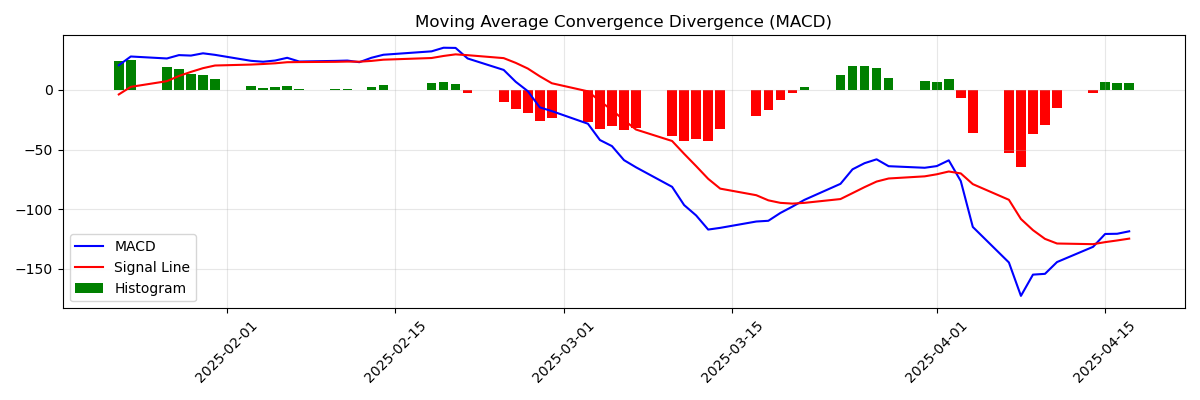 Moving Average Convergence Divergence (MACD)
0
−50
−100
−150
MACD
Signal Line
Histogram
2025-02-01
2025-02-15
2025-03-01
2025-03-15
2025-04-01
2025-04-15